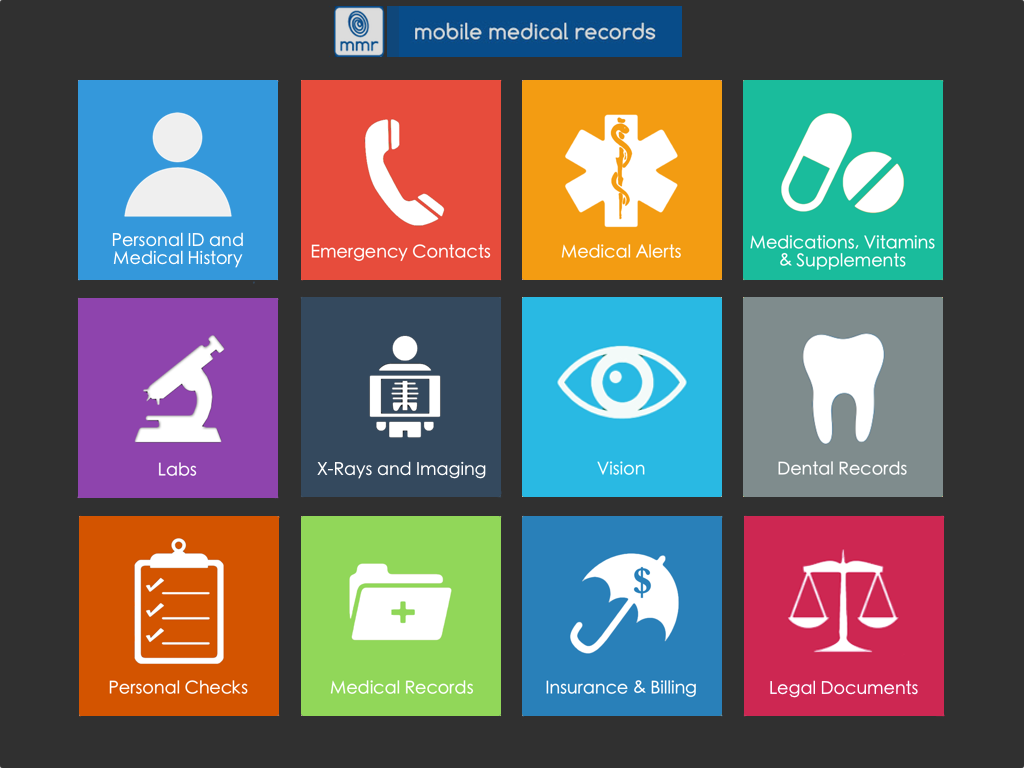 mmr
mobile medical records
Personal ID and
Medical History
Emergency Contacts
Medical Alerts
Medications, Vitamins
& Supplements
Labs
X-Rays and Imaging
Vision
Dental Records
Personal Checks
Medical Records
$
Insurance & Billing
Legal Documents